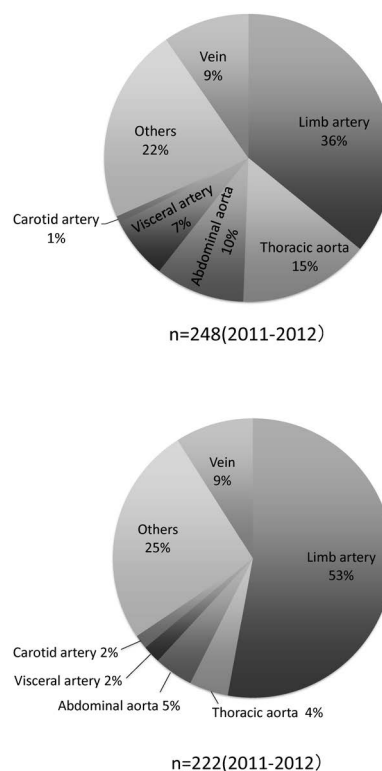 Vein
9%
Limb artery
36%
Others
22%
Carotid artery
1%
Visceral artery
7%
Abdominal aorta
10%
Thoracic aorta
15%
n=248(2011-2012）
Vein
9%
Others
25%
Limb artery
53%
Carotid artery 2%
Visceral artery 2%
Abdominal aorta 5%
Thoracic aorta 4%
n=222(2011-2012）